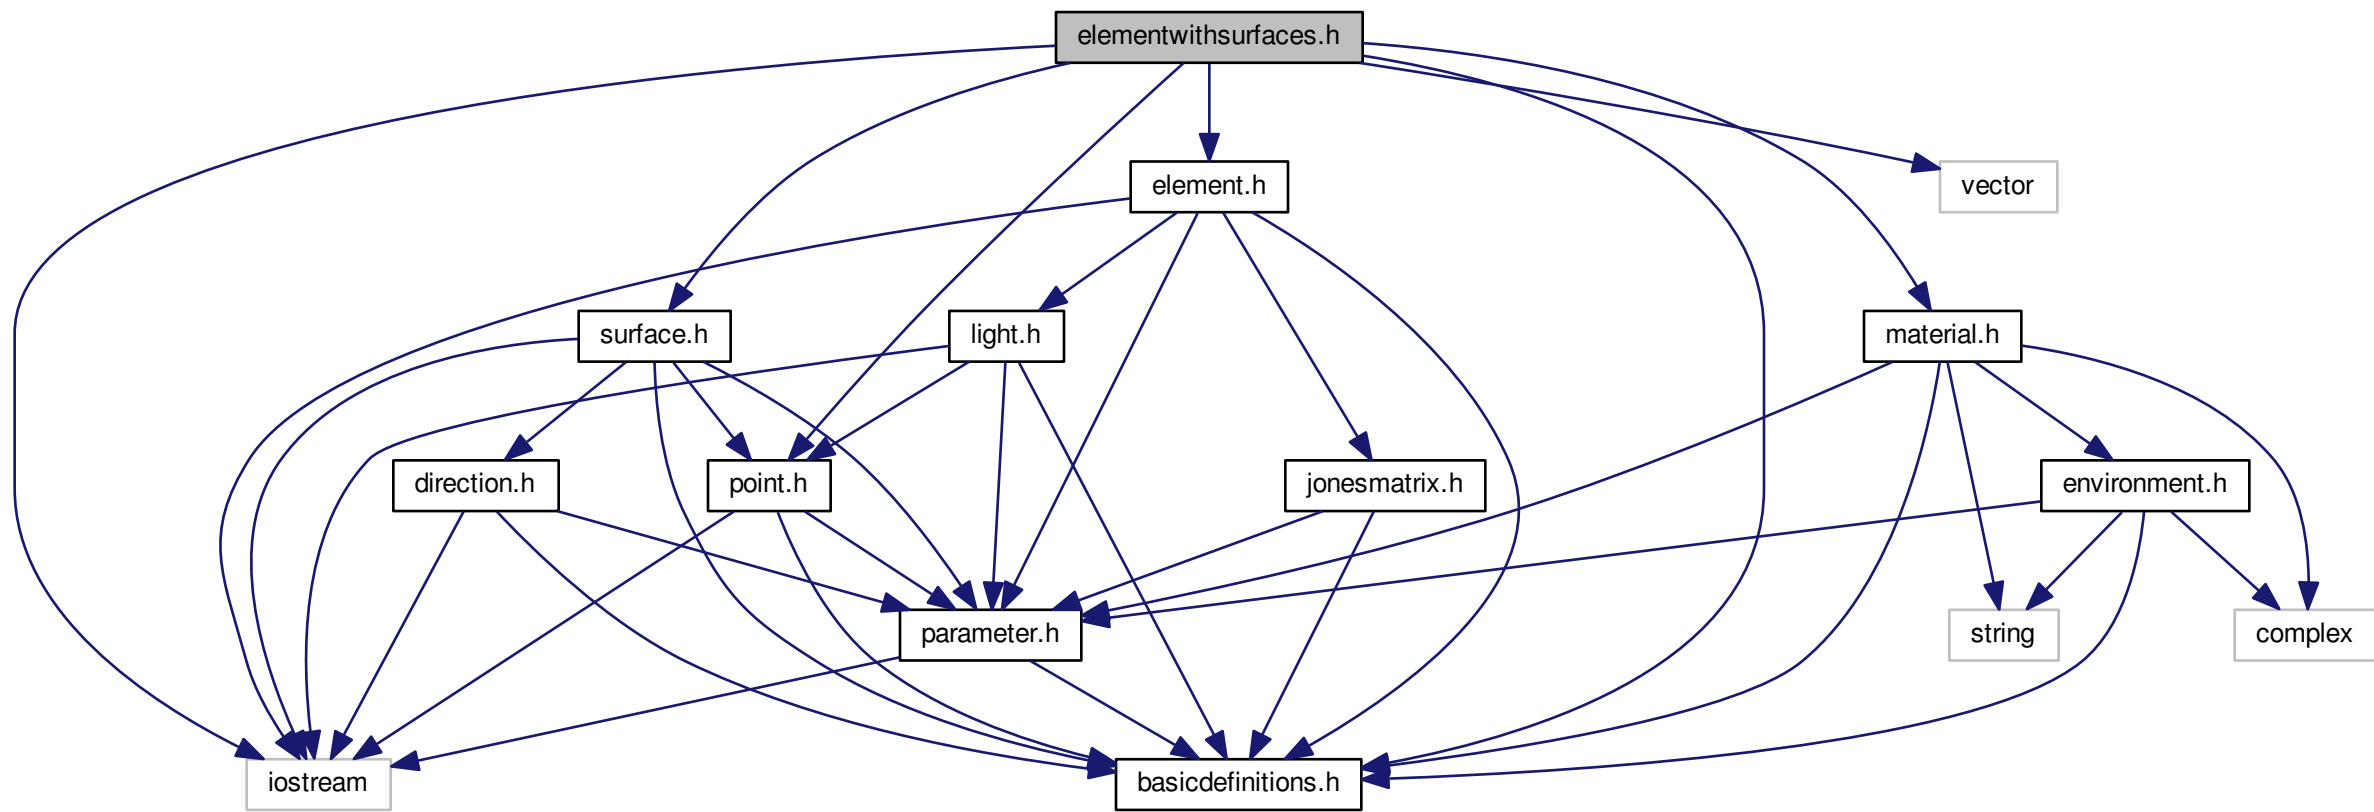 elementwithsurfaces.h
element.h
vector
surface.h
light.h
material.h
direction.h
point.h
jonesmatrix.h
environment.h
parameter.h
string
complex
iostream
basicdefinitions.h